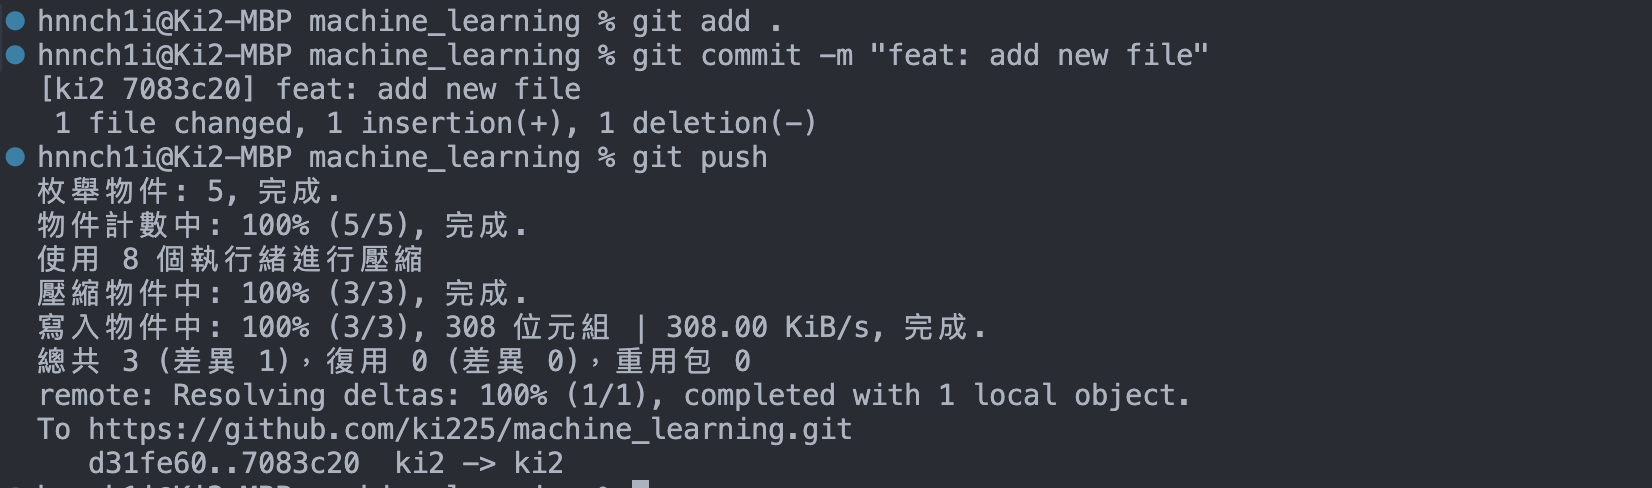 hnnch1i@Ki2-MBP machine_learning % git add .
hnnch1i@Ki2-MBP machine_learning % git commit -m "feat: add new file"
[ki2 7083c20] feat: add new file
 1 file changed, 1 insertion(+), 1 deletion(-)
hnnch1i@Ki2-MBP machine_learning % git push
枚舉物件: 5, 完成.
物件計數中: 100% (5/5), 完成.
使用 8 個執行緒進行壓縮
壓縮物件中: 100% (3/3), 完成.
寫入物件中: 100% (3/3), 308 位元組 | 308.00 KiB/s, 完成.
總共 3 (差異 1)，復用 0 (差異 0)，重用包 0
remote: Resolving deltas: 100% (1/1), completed with 1 local object.
To https://github.com/ki225/machine_learning.git
   d31fe60..7083c20  ki2 -> ki2